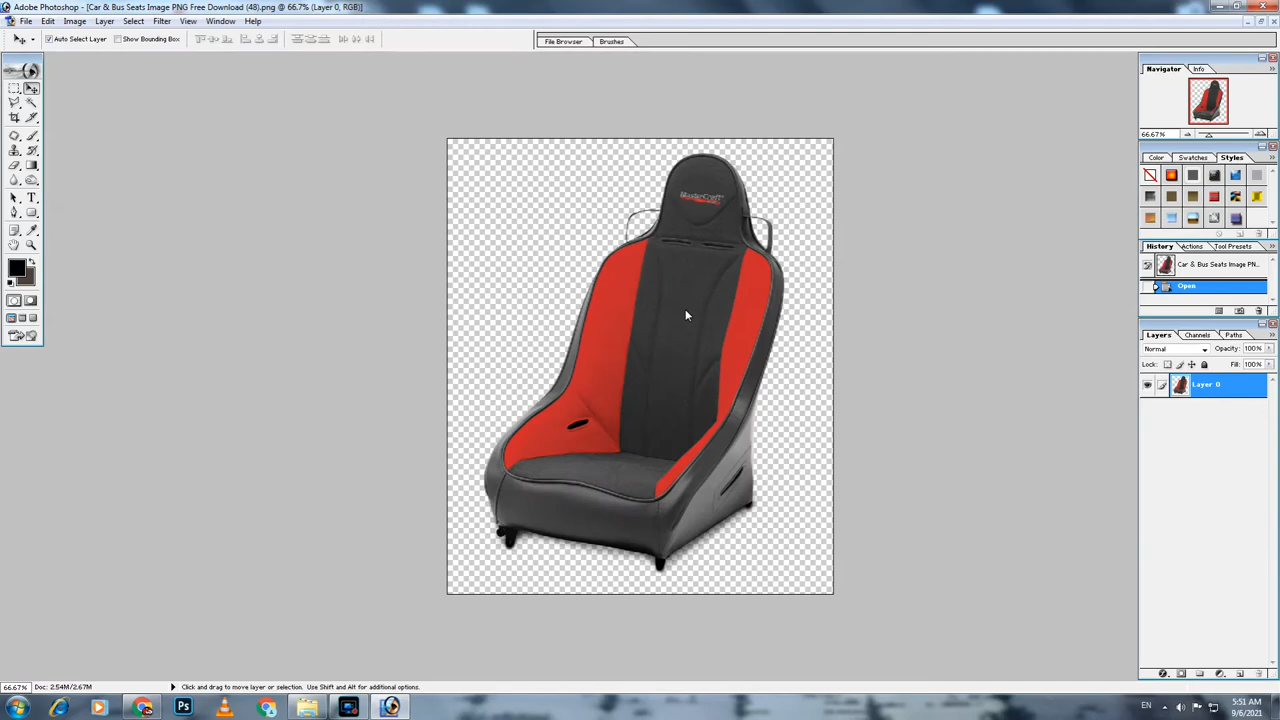 Adobe Photoshop - [Car & Bus Seats Image PNG Free Download (48).png @ 66.7% (Layer 0, RGB)]
File Edit Image Layer Select Filter View Window Help
Auto Select Layer Show Bounding Box
File Browser Brushes
Navigator Info
66.67%
Color Swatches Styles
History Actions Tool Presets
Car & Bus Seats Image PN...
Open
Layers Channels Paths
Normal Opacity: 100%
Lock: Fill: 100%
Layer 0
MasterCraft
66.67% Doc: 2.54M/2.67M Click and drag to move layer or selection. Use Shift and Alt for additional options.
Ps
EN
5:51 AM
9/6/2021